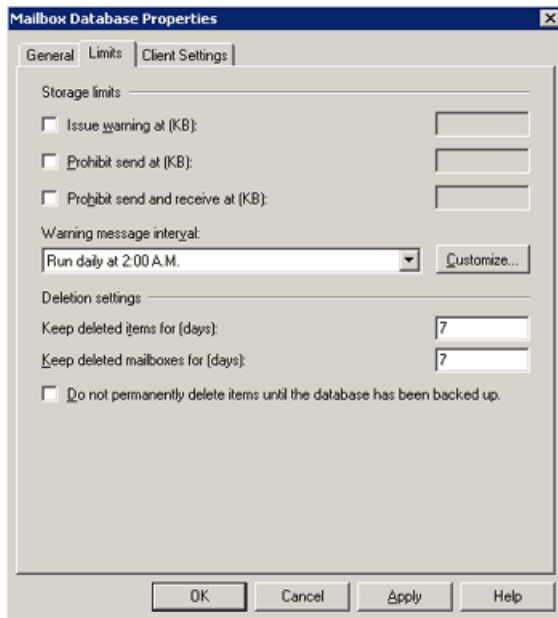 Mailbox Database Properties
General Limits Client Settings
Storage limits
Issue warning at (KB):
Prohibit send at (KB):
Prohibit send and receive at (KB):
Warning message interval:
Run daily at 2:00 A.M. Customize...
Deletion settings
Keep deleted items for (days): 7
Keep deleted mailboxes for (days): 7
Do not permanently delete items until the database has been backed up.
OK Cancel Apply Help